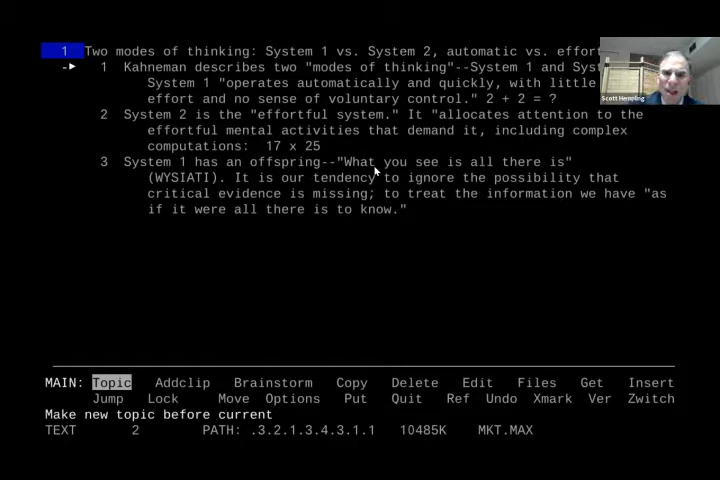 1 Two modes of thinking: System 1 vs. System 2, automatic vs. effort
1 Kahneman describes two "modes of thinking"--System 1 and Syst
System 1 "operates automatically and quickly, with little
effort and no sense of voluntary control." 2 + 2 = ?
2 System 2 is the "effortful system." It "allocates attention to the
effortful mental activities that demand it, including complex
computations: 17 x 25
3 System 1 has an offspring--"What you see is all there is"
(WYSIATI). It is our tendency to ignore the possibility that
critical evidence is missing; to treat the information we have "as
if it were all there is to know."
Scott Hempling
MAIN: Topic Addclip Brainstorm Copy Delete Edit Files Get Insert
Jump Lock Move Options Put Quit Ref Undo Xmark Ver Zwitch
Make new topic before current
TEXT 2 PATH: .3.2.1.3.4.3.1.1 10485K MKT.MAX